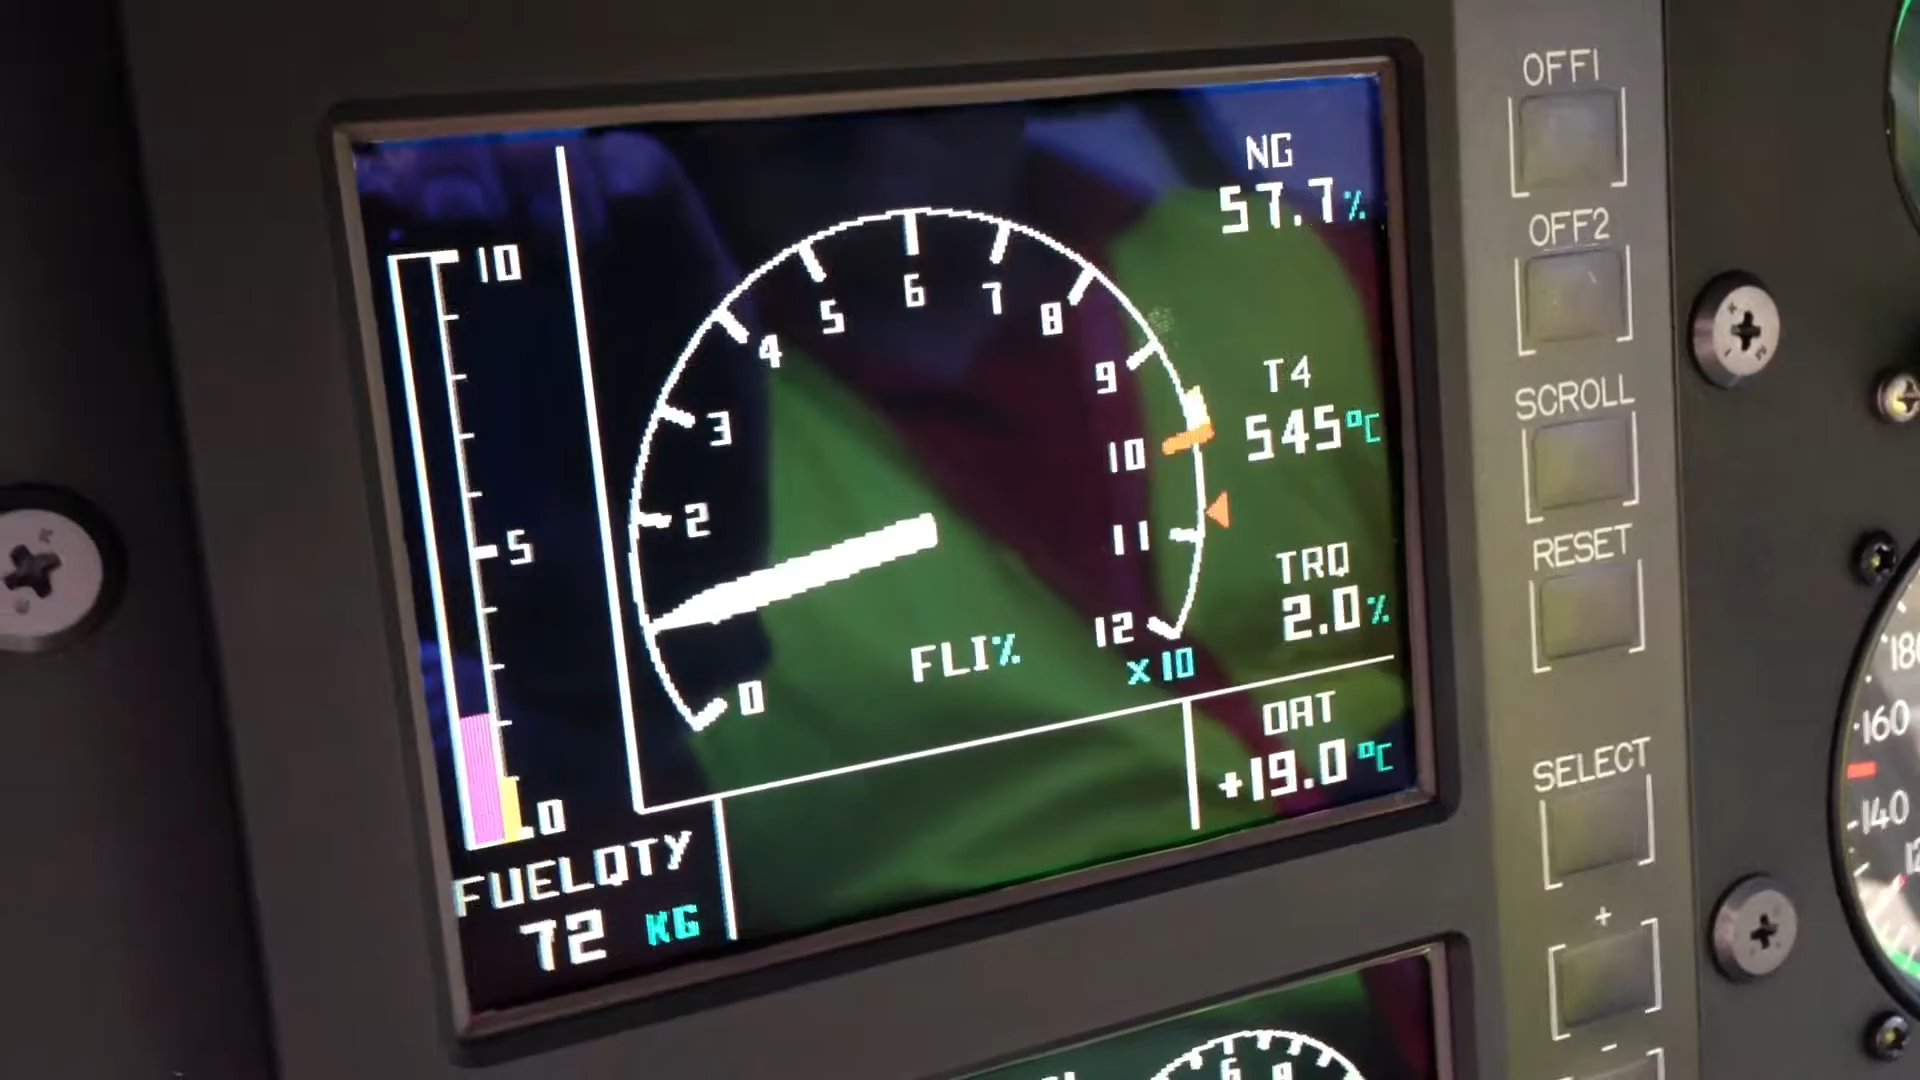 OFF1
NG
57.7%
OFF2
10
5
6
7
8
4
9
T4
545°C
SCROLL
3
10
2
11
5
TRQ
2.0%
RESET
12
FLI%
x10
0
OAT
+19.0°C
SELECT
0
FUELQTY
72 KG
+
-
160
140
6
8